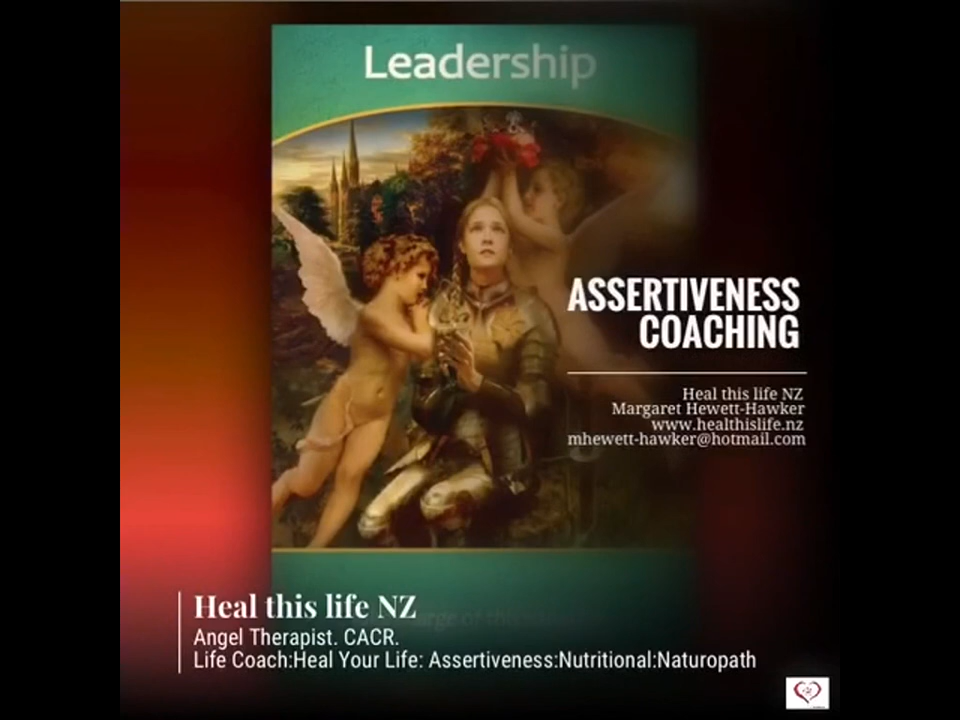 Leadership
ASSERTIVENESS
COACHING
Heal this life NZ
Margaret Hewett-Hawker
www.healthislife.nz
mhewett-hawker@hotmail.com
Heal this life NZ
Angel Therapist. CACR.
Life Coach:Heal Your Life: Assertiveness:Nutritional:Naturopath